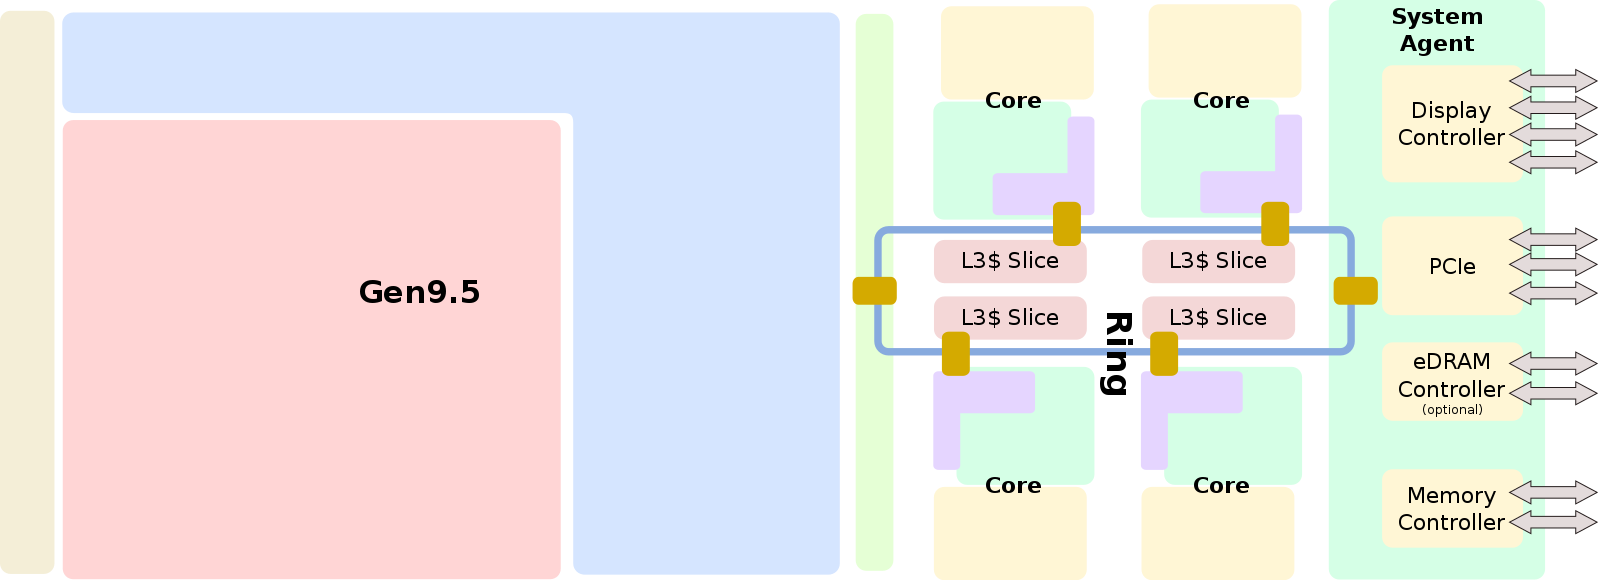 System
Agent
Core
Core
Display
Controller
L3$ Slice
L3$ Slice
PCIe
Gen9.5
L3$ Slice
L3$ Slice
Ring
eDRAM
Controller
(optional)
Core
Core
Memory
Controller